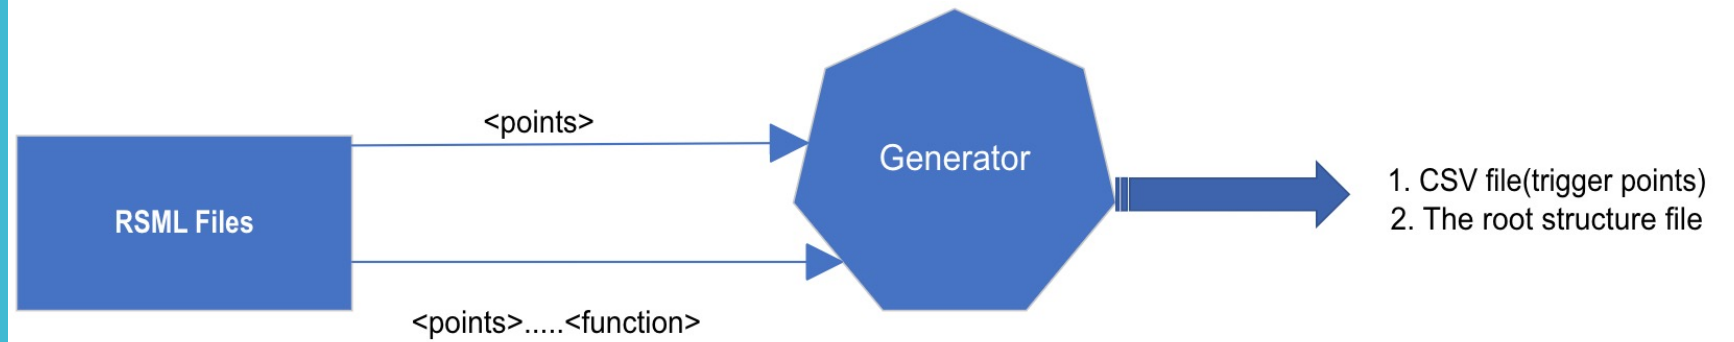 <points>
RSML Files
<points>.....<function>
Generator
1. CSV file(trigger points)
2. The root structure file